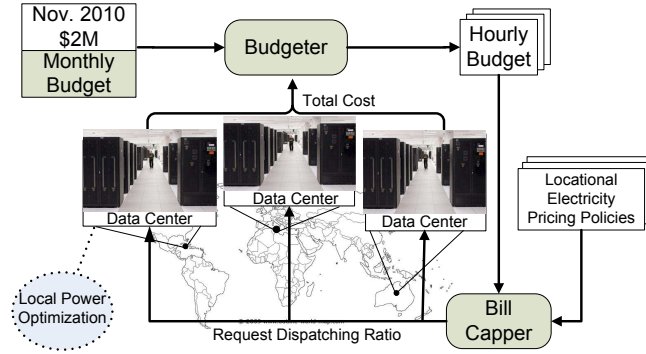 Nov. 2010
$2M
Monthly
Budget
Budgeter
Hourly
Budget
Total Cost
Data Center
Data Center
Data Center
Locational
Electricity
Pricing Policies
Local Power
Optimization
Bill
Capper
Request Dispatching Ratio